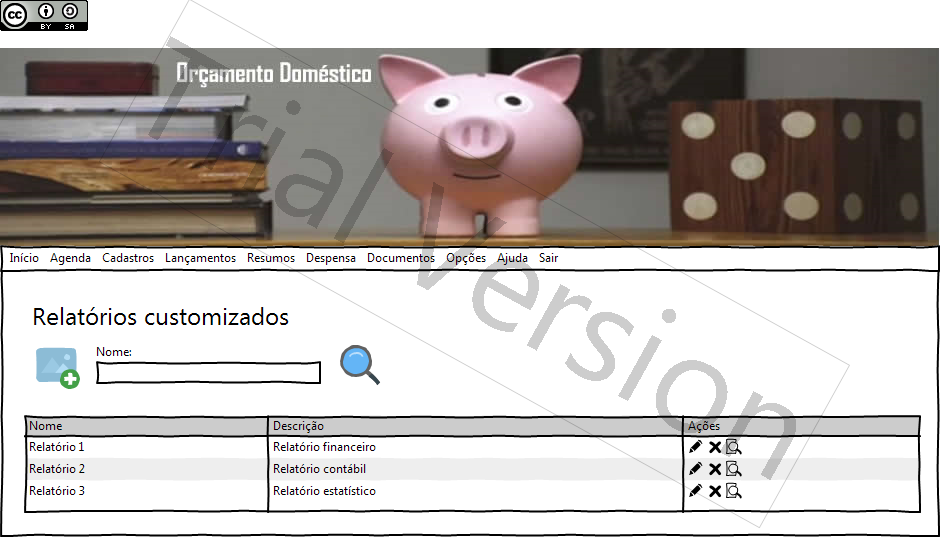 cc
BY SA
Orçamento Doméstico
Trial Version
Início Agenda Cadastros Lançamentos Resumos Despensa Documentos Opções Ajuda Sair
Relatórios customizados
Nome:
Nome Descrição Ações
Relatório 1 Relatório financeiro
Relatório 2 Relatório contábil
Relatório 3 Relatório estatístico